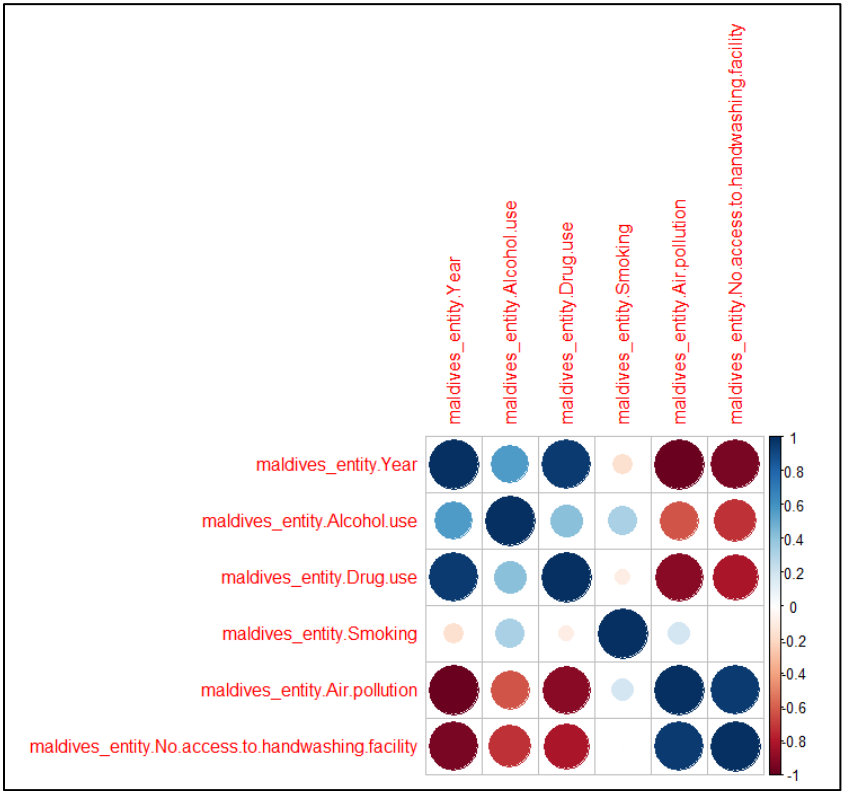 maldives_entity.Year
maldives_entity.Alcohol.use
maldives_entity.Drug.use
maldives_entity.Smoking
maldives_entity.Air.pollution
maldives_entity.No.access.to.handwashing.facility
maldives_entity.Year
maldives_entity.Alcohol.use
maldives_entity.Drug.use
maldives_entity.Smoking
maldives_entity.Air.pollution
maldives_entity.No.access.to.handwashing.facility
1
0.8
0.6
0.4
0.2
0
-0.2
-0.4
-0.6
-0.8
-1